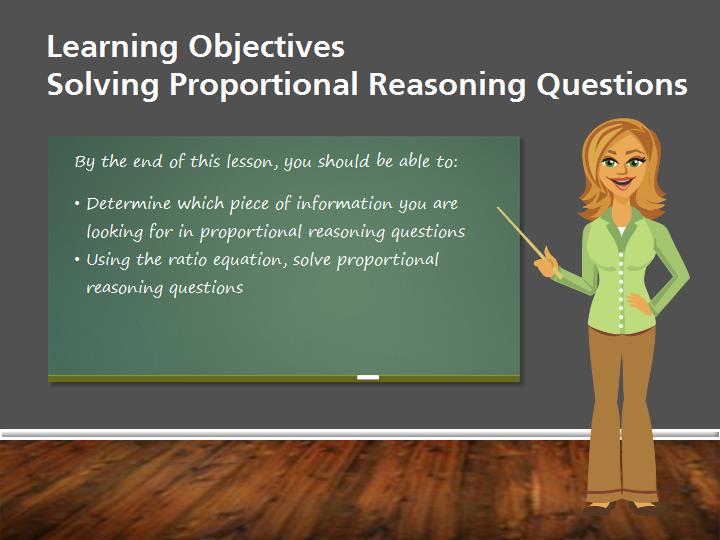 Learning Objectives
Solving Proportional Reasoning Questions
By the end of this lesson, you should be able to:
• Determine which piece of information you are
looking for in proportional reasoning questions
• Using the ratio equation, solve proportional
reasoning questions